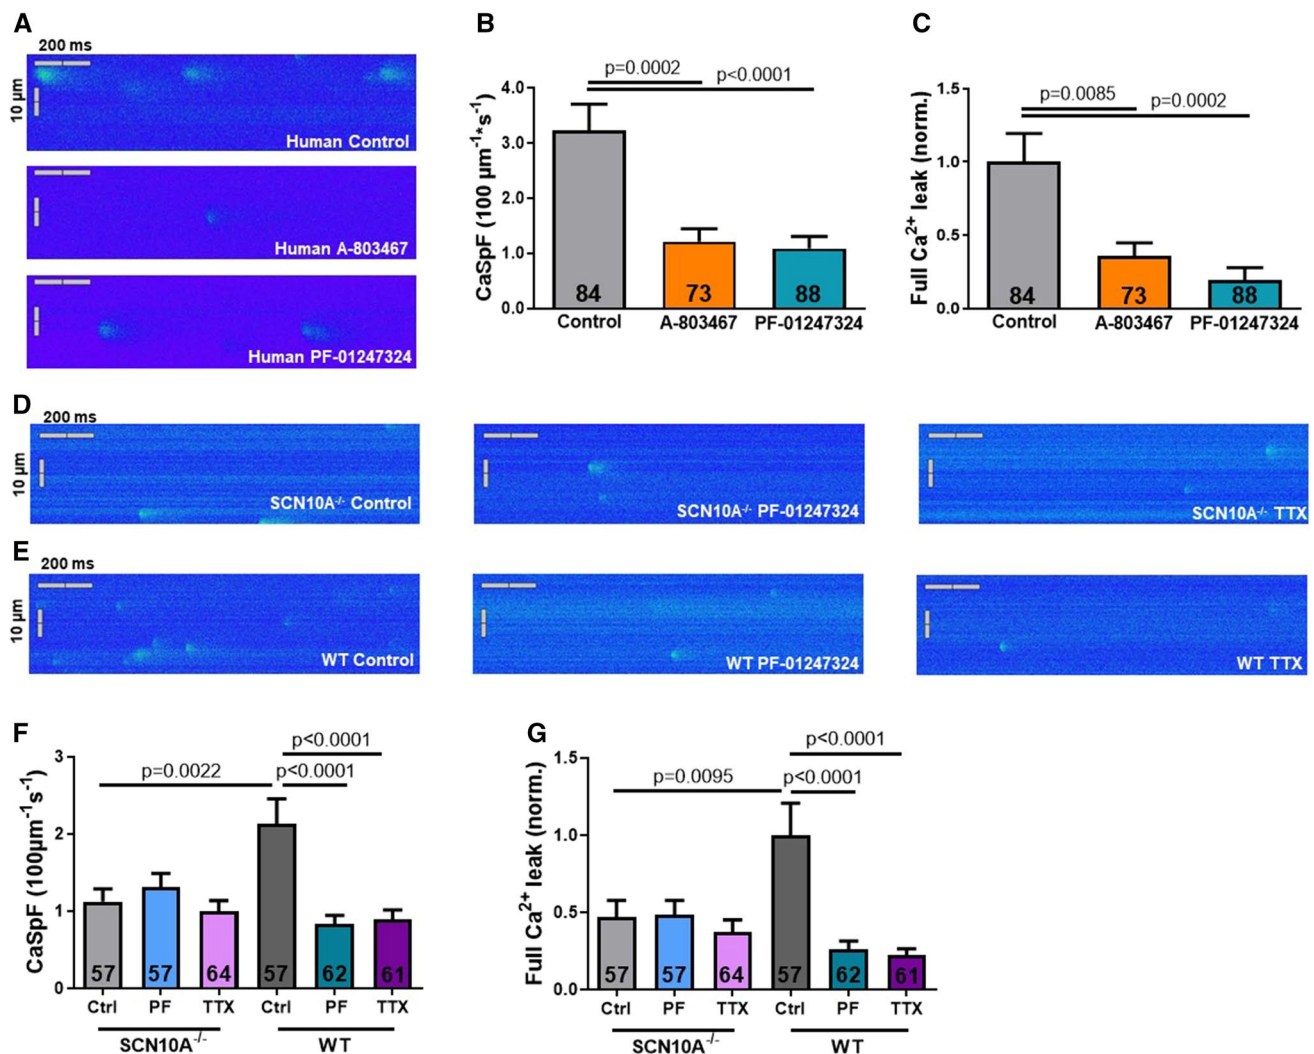 A
200 ms
10 µm
Human Control
Human A-803467
Human PF-01247324
B
p=0.0002
p<0.0001
CaSpF (100 µm⁻¹*s⁻¹)
4.0
3.0
2.0
1.0
0.0
84
73
88
Control
A-803467
PF-01247324
C
p=0.0085
p=0.0002
Full Ca²⁺ leak (norm.)
1.5
1.0
0.5
0.0
84
73
88
Control
A-803467
PF-01247324
D
200 ms
10 µm
SCN10A⁻/⁻ Control
SCN10A⁻/⁻ PF-01247324
SCN10A⁻/⁻ TTX
E
200 ms
10 µm
WT Control
WT PF-01247324
WT TTX
F
p<0.0001
p=0.0022
p<0.0001
CaSpF (100µm⁻¹s⁻¹)
3
2
1
0
57
57
64
57
62
61
Ctrl
PF
TTX
Ctrl
PF
TTX
SCN10A⁻/⁻
WT
G
p<0.0001
p=0.0095
p<0.0001
Full Ca²⁺ leak (norm.)
1.5
1.0
0.5
0.0
57
57
64
57
62
61
Ctrl
PF
TTX
Ctrl
PF
TTX
SCN10A⁻/⁻
WT